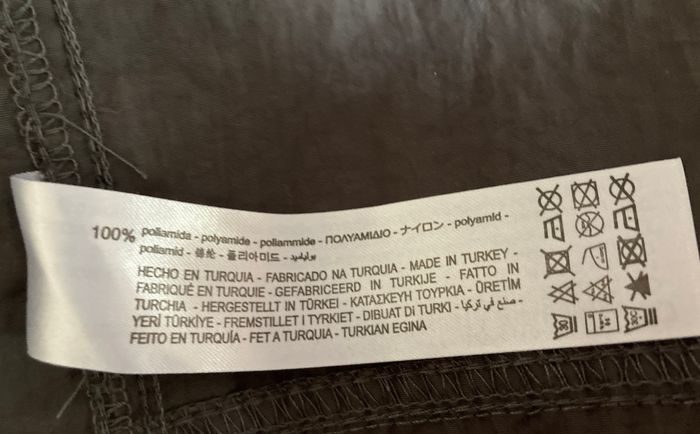 100% poliamida - polyamide - poliammide - ΠΟΛΥΑΜΙΔΙΟ - ナイロン - polyamid -
poliamid - 锦纶 - 폴리아미드 - بوليميد
HECHO EN TURQUIA - FABRICADO NA TURQUIA - MADE IN TURKEY -
FABRIQUÉ EN TURQUIE - GEFABRICEERD IN TURKIJE - FATTO IN
TURCHIA - HERGESTELLT IN TÜRKEI - ΚΑΤΑΣΚΕΥΗ ΤΟΥΡΚΙΑ - ÜRETİM
YERİ TÜRKİYE - FREMSTILLET I TYRKIET - DIBUAT Di TURKI - صنع في تركيا -
FEITO EN TURQUÍA - FET A TURQUIA - TURKIAN EGINA